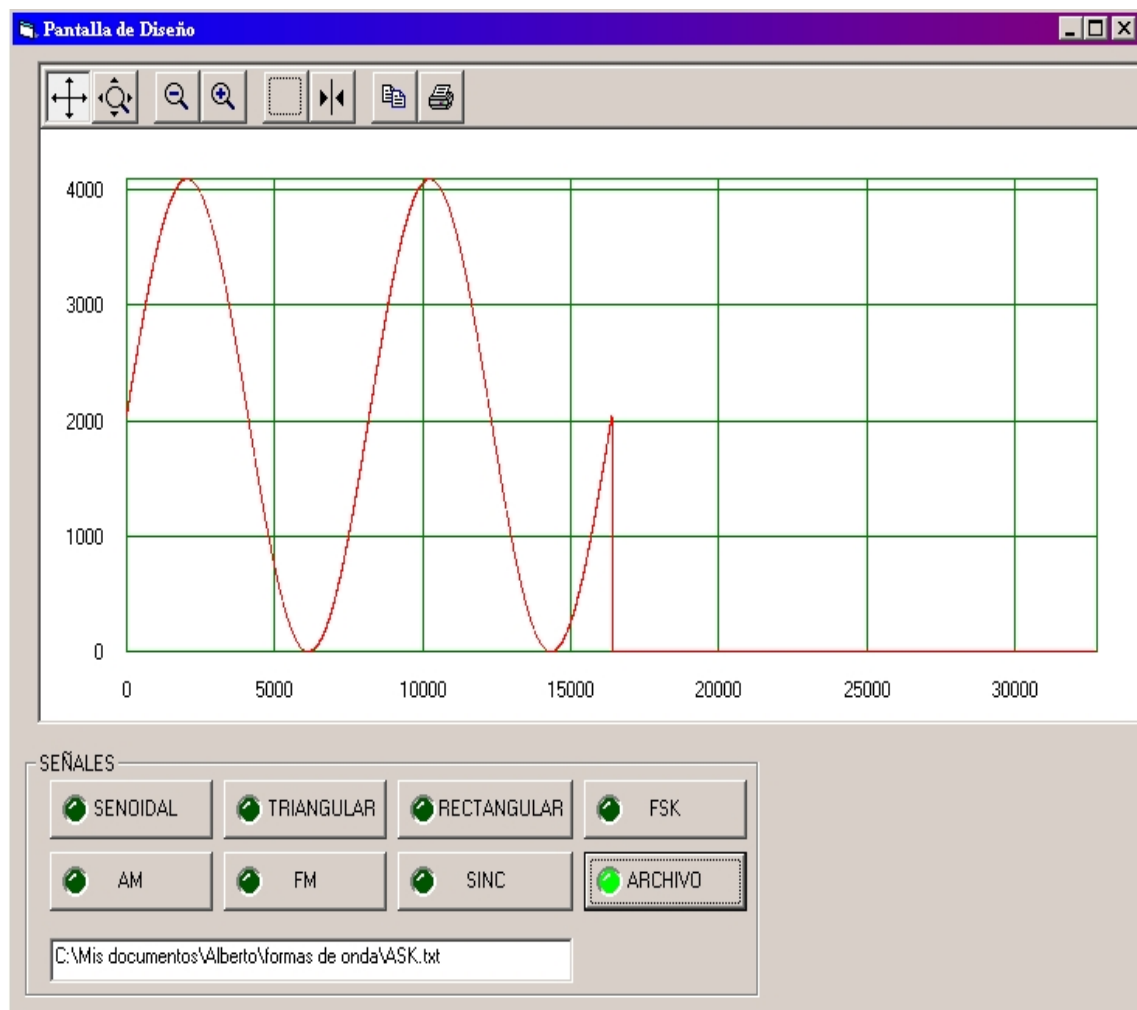 Pantalla de Diseño
4000
3000
2000
1000
0
0 5000 10000 15000 20000 25000 30000
SEÑALES
SENOIDAL TRIANGULAR RECTANGULAR FSK
AM FM SINC ARCHIVO
C:\Mis documentos\Alberto\formas de onda\ASK.txt